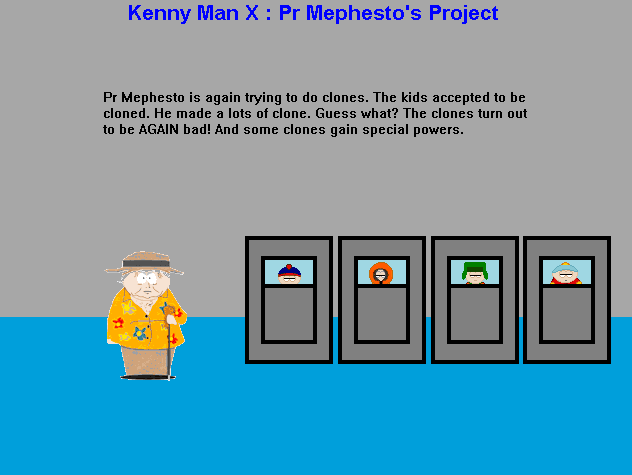 Kenny Man X : Pr Mephesto's Project
Pr Mephesto is again trying to do clones. The kids accepted to be
cloned. He made a lots of clone. Guess what? The clones turn out
to be AGAIN bad! And some clones gain special powers.